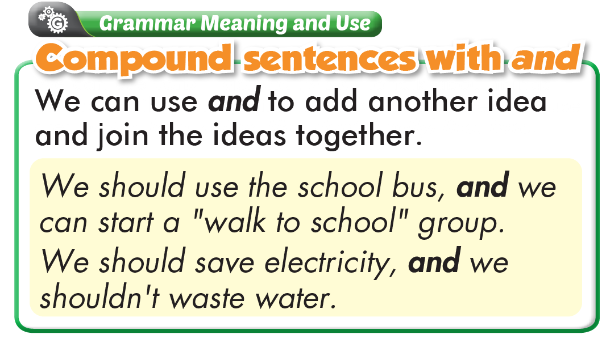 Grammar Meaning and Use
Compound sentences with and
We can use and to add another idea
and join the ideas together.
We should use the school bus, and we
can start a "walk to school" group.
We should save electricity, and we
shouldn't waste water.